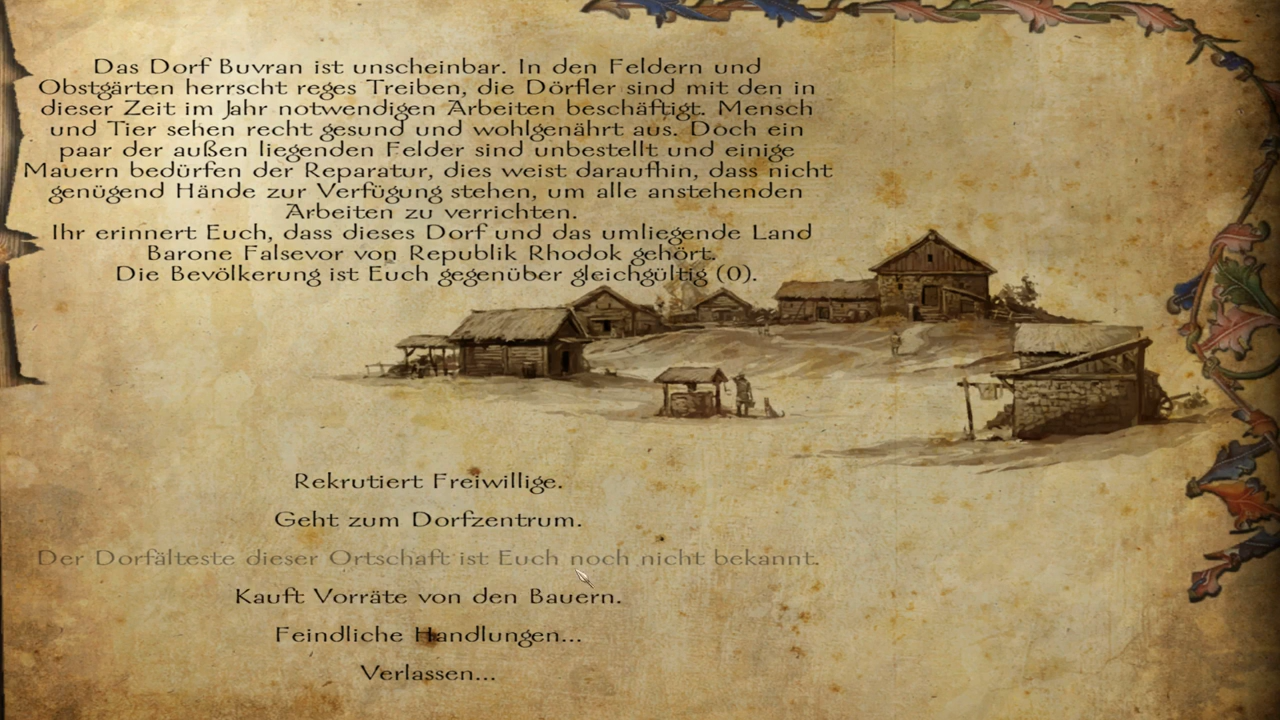 Das Dorf Buvran ist unscheinbar. In den Feldern und
Obstgärten herrscht reges Treiben, die Dörfler sind mit den in
dieser Zeit im Jahr notwendigen Arbeiten beschäftigt. Mensch
und Tier sehen recht gesund und wohlgenährt aus. Doch ein
paar der außen liegenden Felder sind unbestellt und einige
Mauern bedürfen der Reparatur, dies weist daraufhin, dass nicht
genügend Hände zur Verfügung stehen, um alle anstehenden
Arbeiten zu verrichten.
Ihr erinnert Euch, dass dieses Dorf und das umliegende Land
Barone Falsevor von Republik Rhodok gehört.
Die Bevölkerung ist Euch gegenüber gleichgültig (0).
Rekrutiert Freiwillige.
Geht zum Dorfzentrum.
Der Dorfälteste dieser Ortschaft ist Euch noch nicht bekannt.
Kauft Vorräte von den Bauern.
Feindliche Handlungen...
Verlassen...